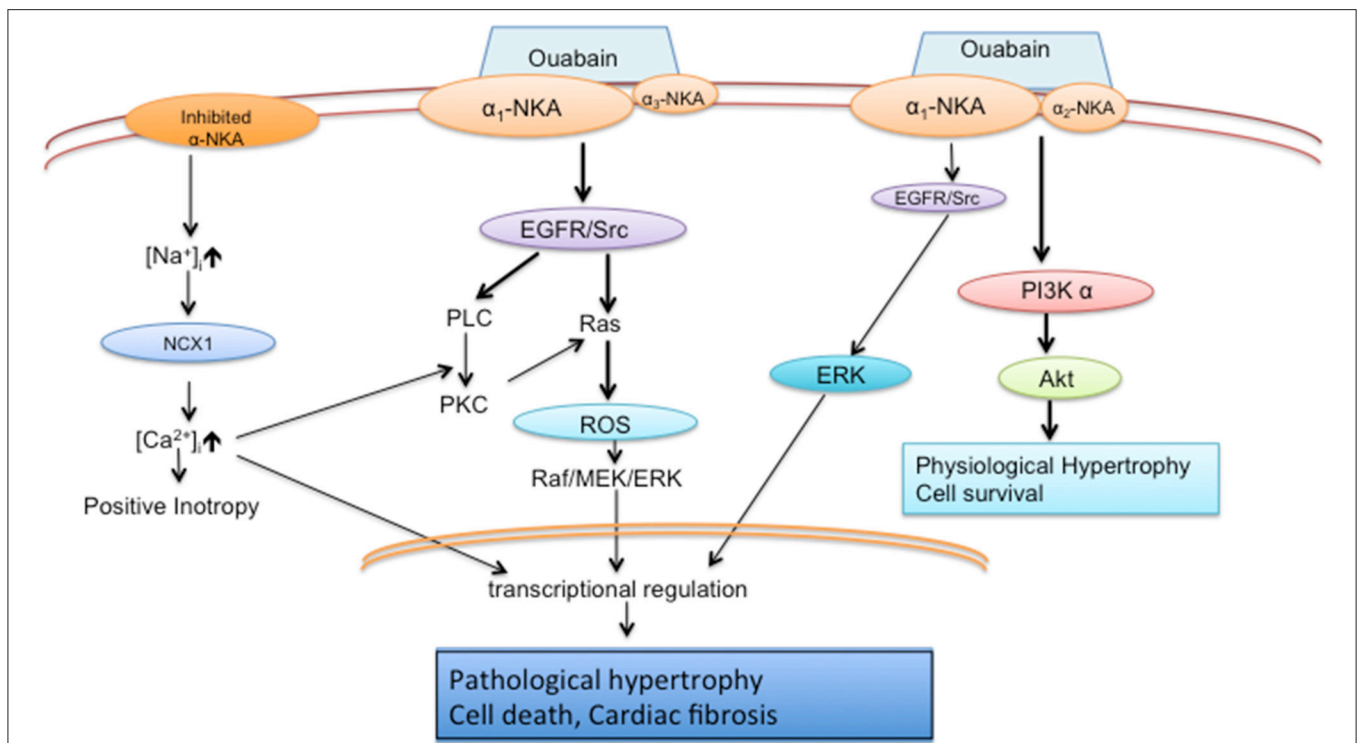 Ouabain
α₁-NKA
α₃-NKA
Ouabain
α₁-NKA
α₂-NKA
Inhibited
α-NKA
EGFR/Src
EGFR/Src
[Na⁺]ᵢ⬆
PI3K α
NCX1
PLC
Ras
ERK
Akt
PKC
[Ca²⁺]ᵢ⬆
ROS
Physiological Hypertrophy
Cell survival
Raf/MEK/ERK
Positive Inotropy
transcriptional regulation
Pathological hypertrophy
Cell death, Cardiac fibrosis